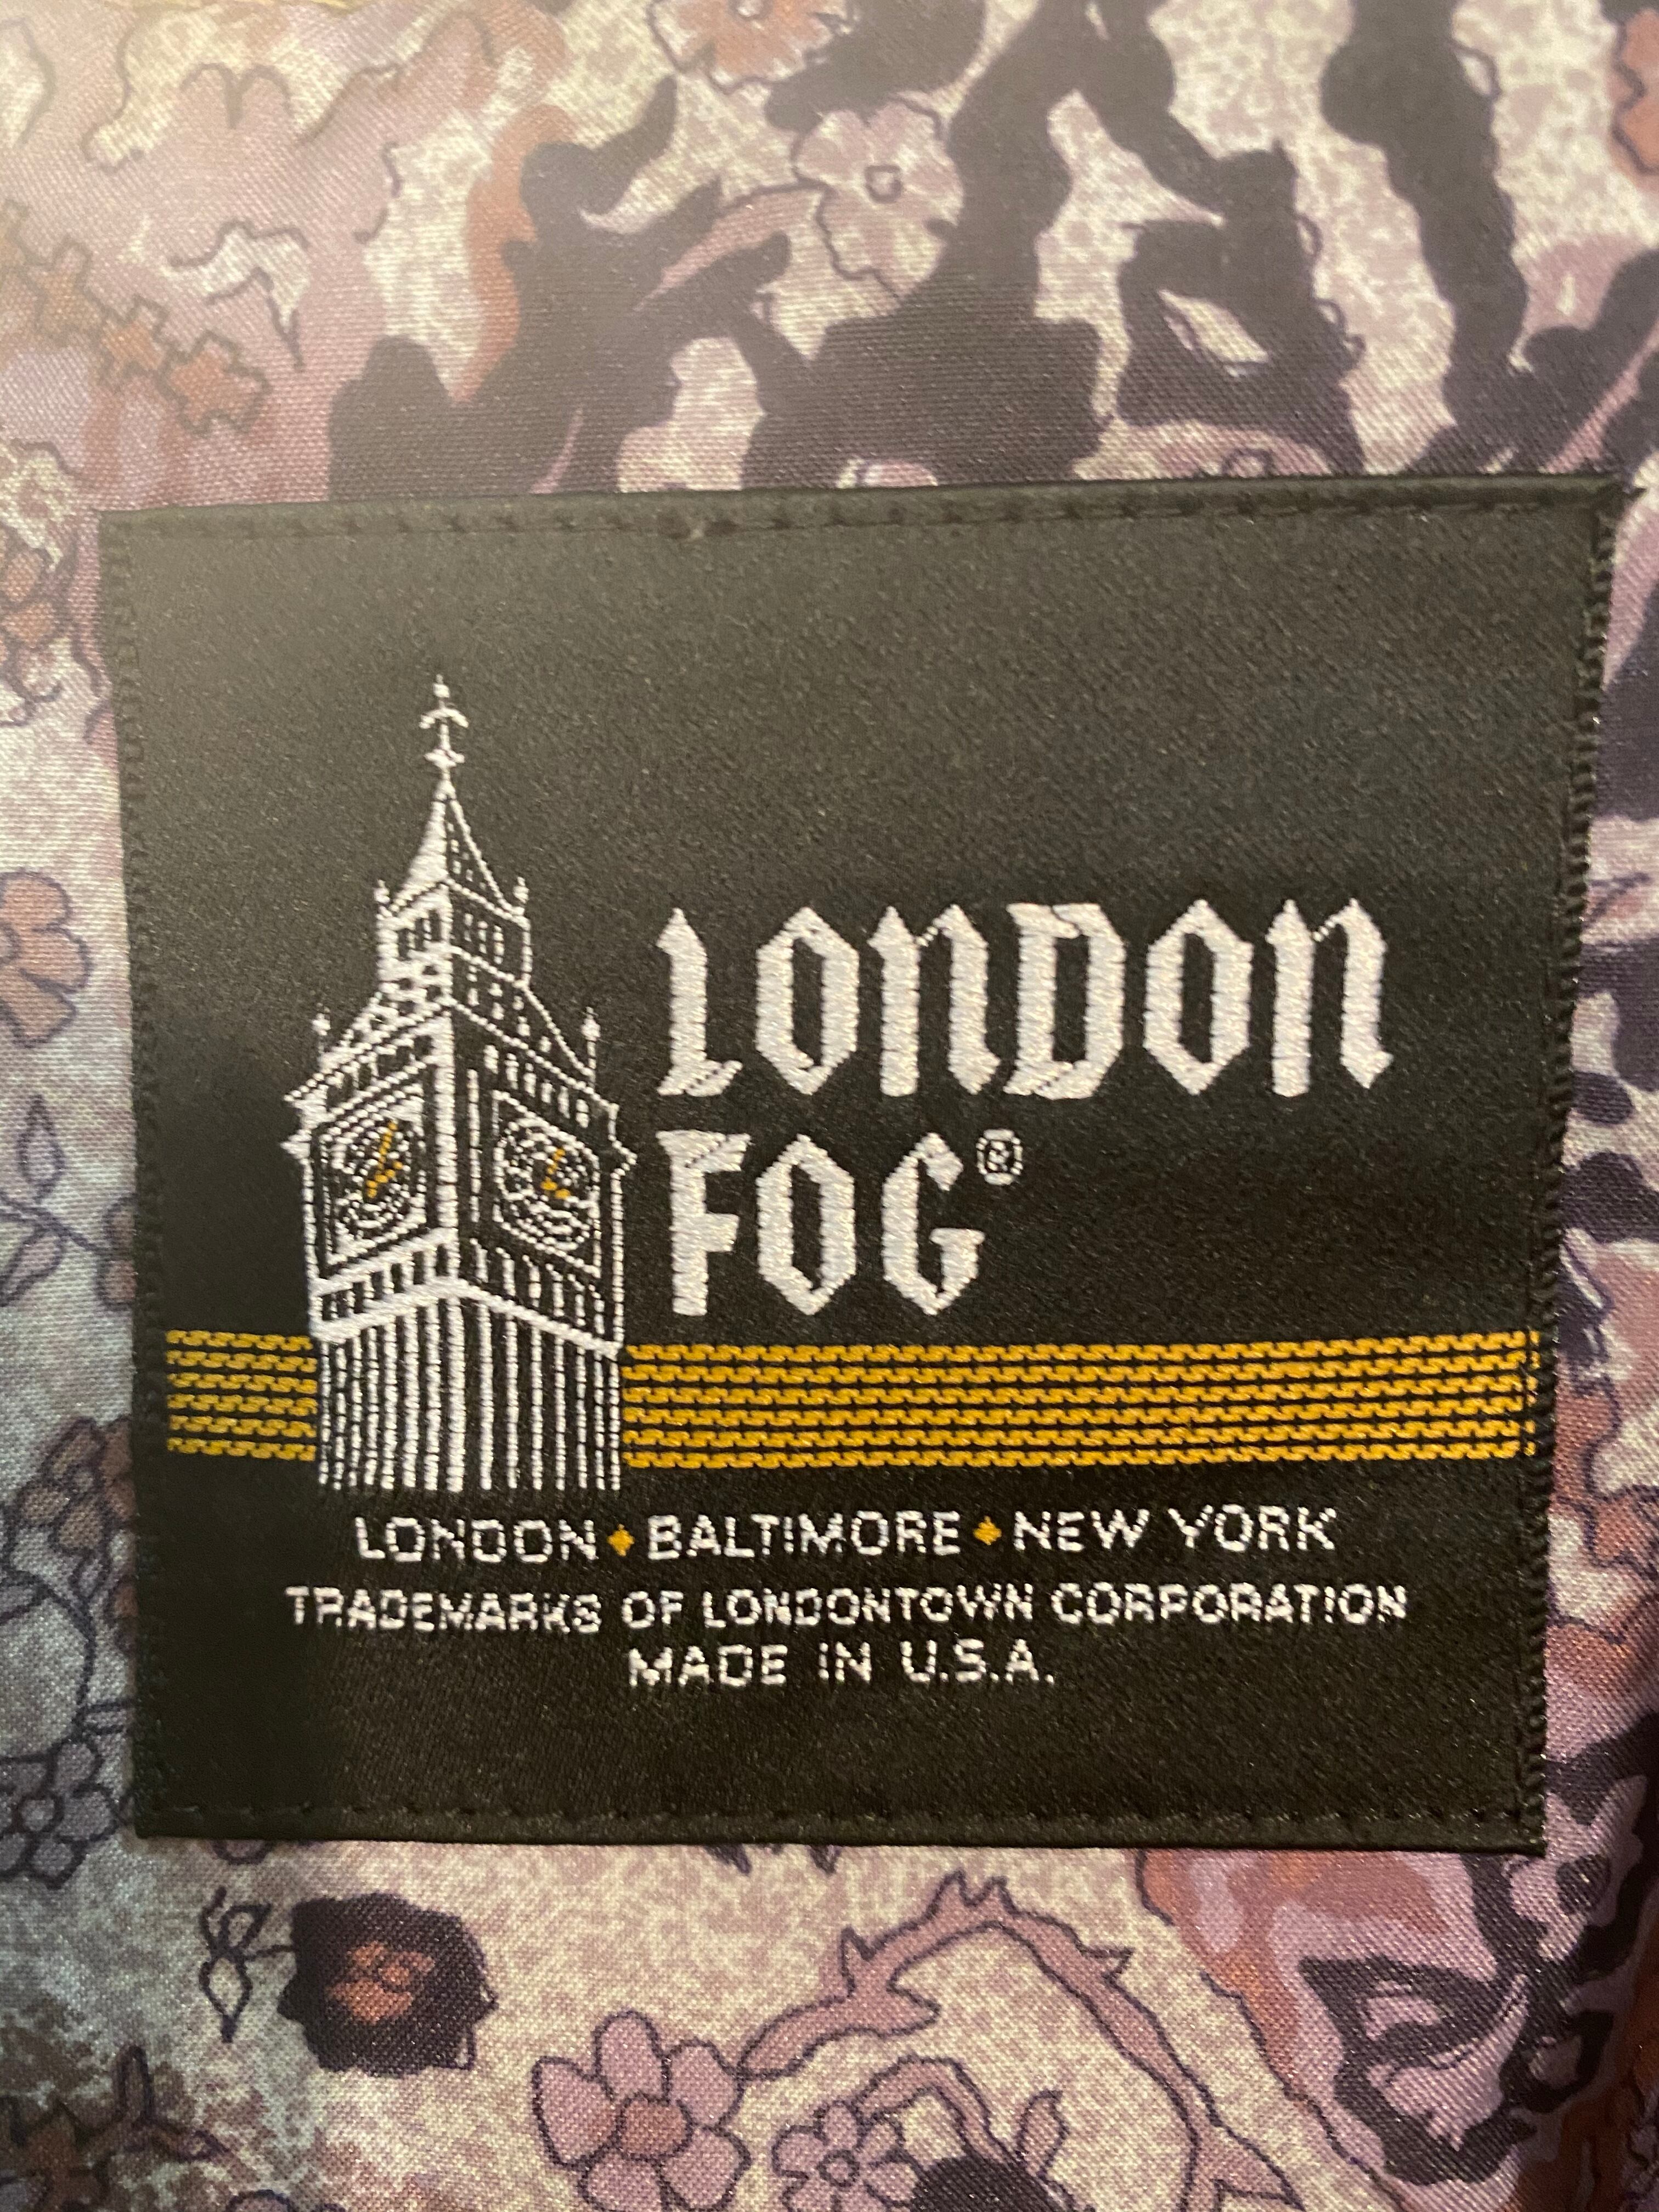 LONDON
FOG®
LONDON ♦ BALTIMORE ♦ NEW YORK
TRADEMARKS OF LONDONTOWN CORPORATION
MADE IN U.S.A.